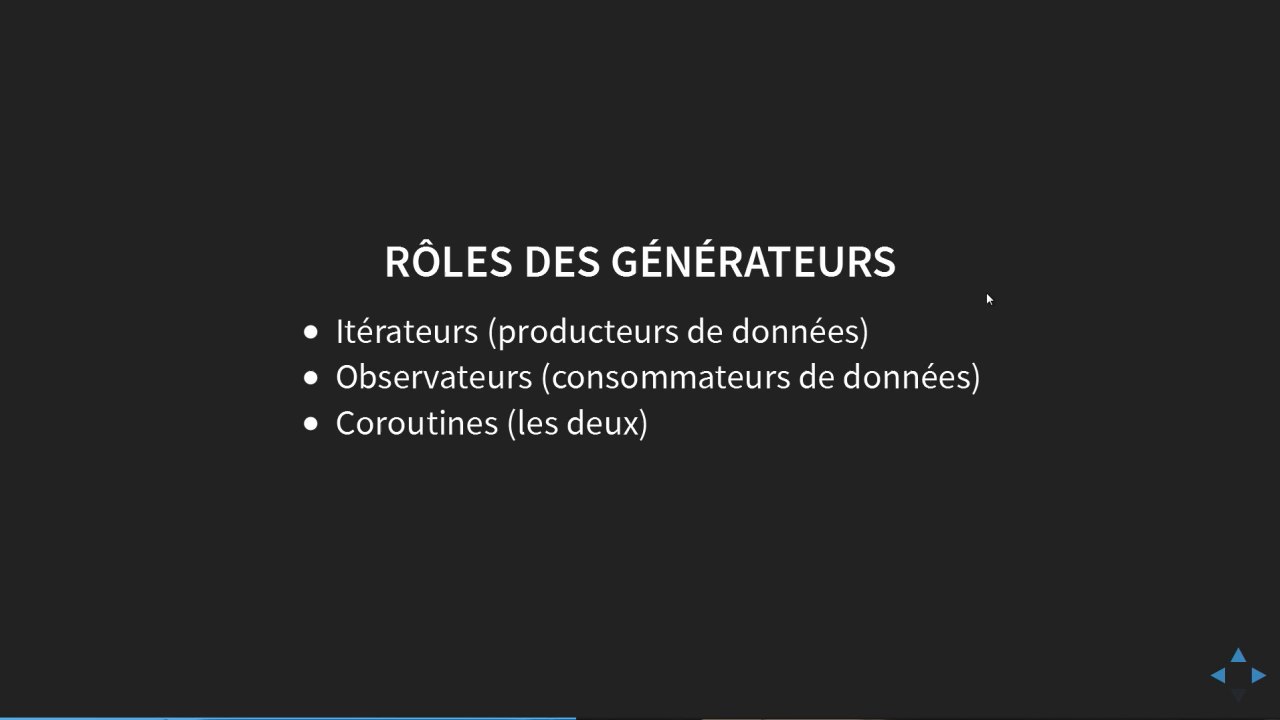 RÔLES DES GÉNÉRATEURS
Itérateurs (producteurs de données)
Observateurs (consommateurs de données)
Coroutines (les deux)